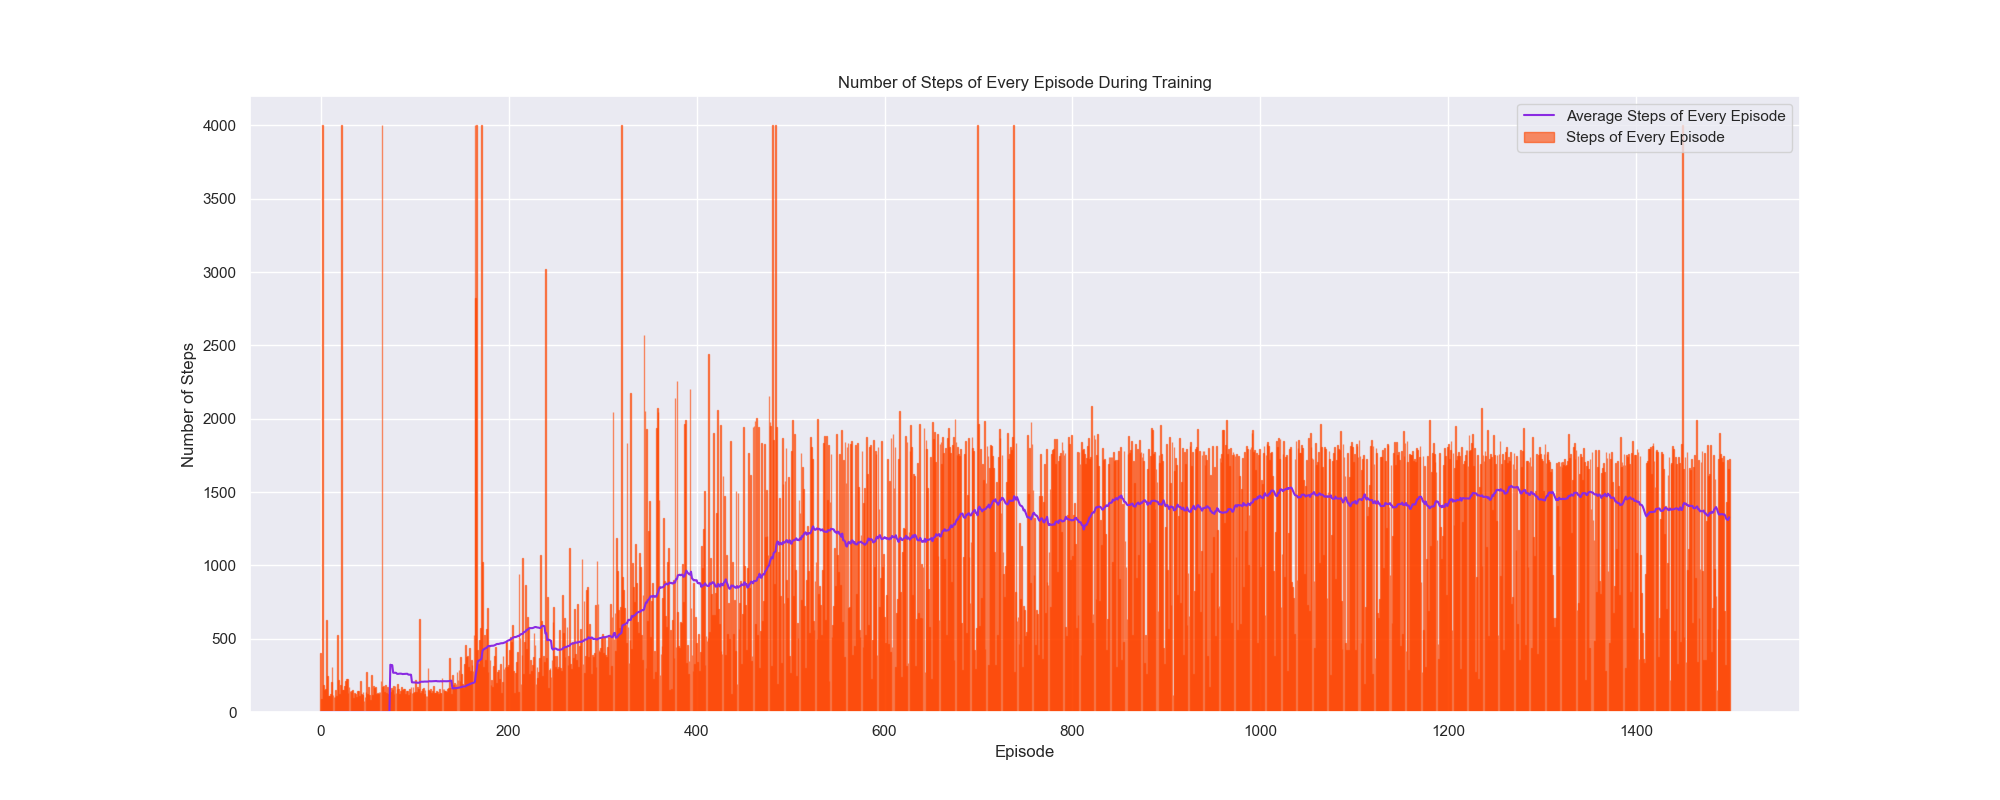 Number of Steps of Every Episode During Training
Average Steps of Every Episode
Steps of Every Episode
4000
3500
3000
2500
2000
1500
1000
500
0
Number of Steps
0 200 400 600 800 1000 1200 1400
Episode